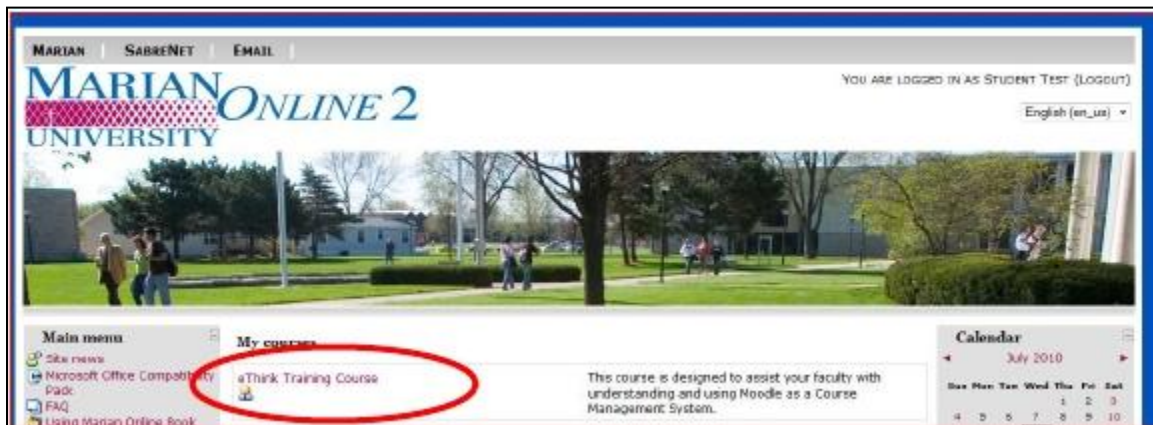 MARIAN SABRENET EMAIL
MARIAN
UNIVERSITY
ONLINE 2
YOU ARE LOGGED IN AS STUDENT TEST (LOGOUT)
English (en_us)
Main menu
Site news
Microsoft Office Compatibility
Pack
FAQ
Using Marian Online Book
My courses
eThink Training Course
This course is designed to assist your faculty with
understanding and using Moodle as a Course
Management System.
Calendar
July 2010
Sun Mon Tue Wed Thu Fri Sat
1 2 3
4 5 6 7 8 9 10